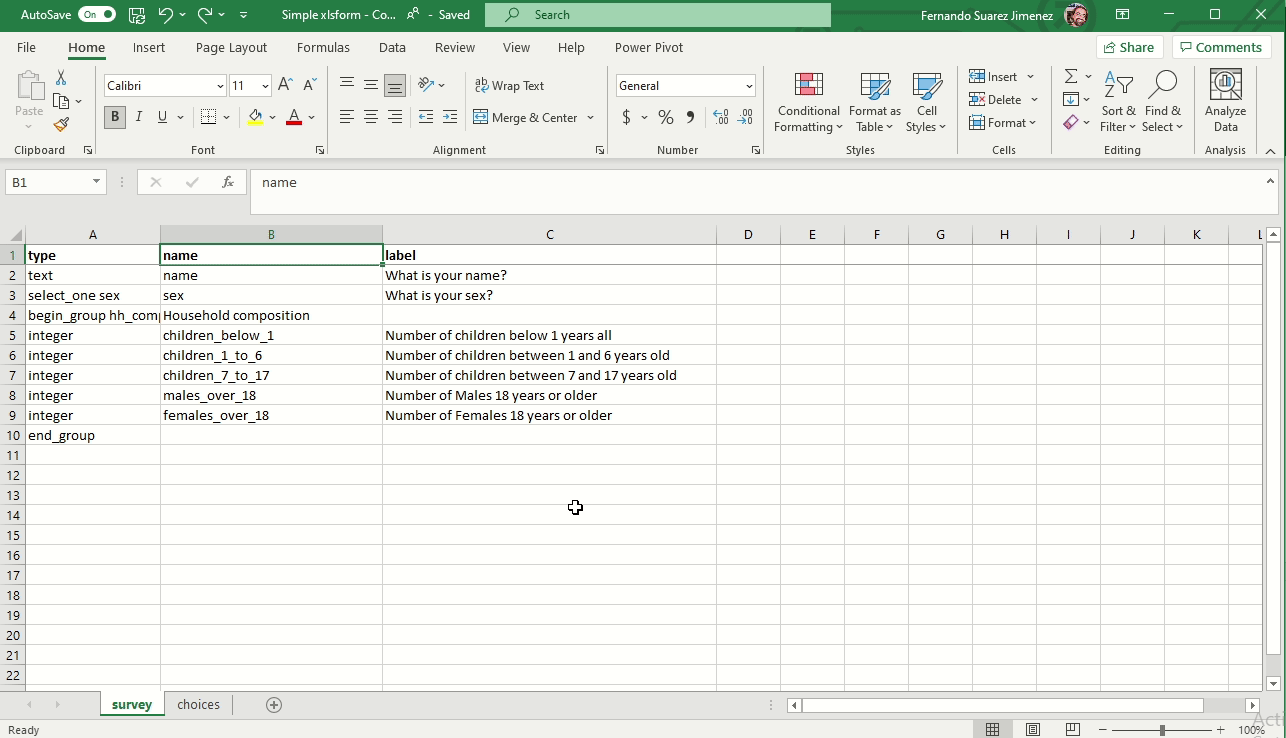 AutoSave On Simple xlsform - Co... - Saved Search Fernando Suarez Jimenez
File Home Insert Page Layout Formulas Data Review View Help Power Pivot Share Comments
Paste
Calibri 11
B I U
Wrap Text
Merge & Center
General
$ % ,
Conditional Formatting
Format as Table
Cell Styles
Insert
Delete
Format
Sort & Filter
Find & Select
Analyze Data
Clipboard Font Alignment Number Styles Cells Editing Analysis
B1 fx name
A B C D E F G H I J K L
1 type name label
2 text name What is your name?
3 select_one sex sex What is your sex?
4 begin_group hh_com Household composition
5 integer children_below_1 Number of children below 1 years all
6 integer children_1_to_6 Number of children between 1 and 6 years old
7 integer children_7_to_17 Number of children between 7 and 17 years old
8 integer males_over_18 Number of Males 18 years or older
9 integer females_over_18 Number of Females 18 years or older
10 end_group
11
12
13
14
15
16
17
18
19
20
21
22
survey choices
Ready 100%
Acti